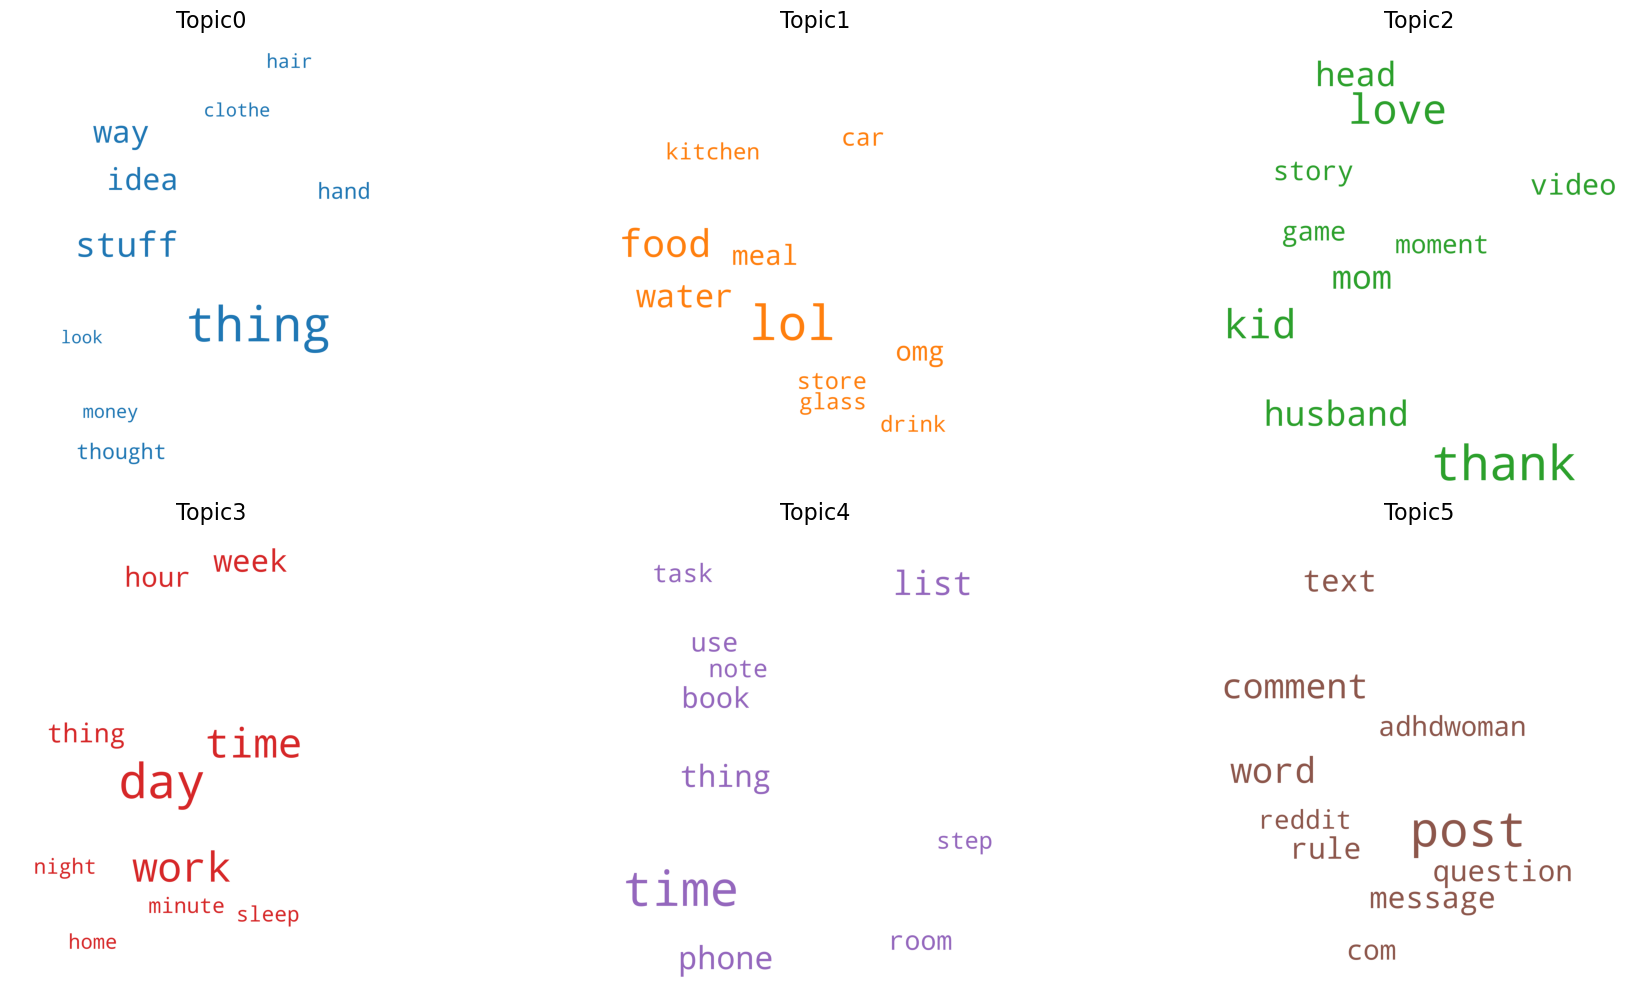 Topic0
hair
clothe
way
idea
hand
stuff
thing
look
money
thought
Topic1
car
kitchen
food
meal
water
lol
omg
store
glass
drink
Topic2
head
love
story
video
game
moment
mom
kid
husband
thank
Topic3
week
hour
thing
time
day
night
work
minute
sleep
home
Topic4
task
list
use
note
book
thing
step
time
room
phone
Topic5
text
comment
adhdwoman
word
reddit
post
rule
question
message
com